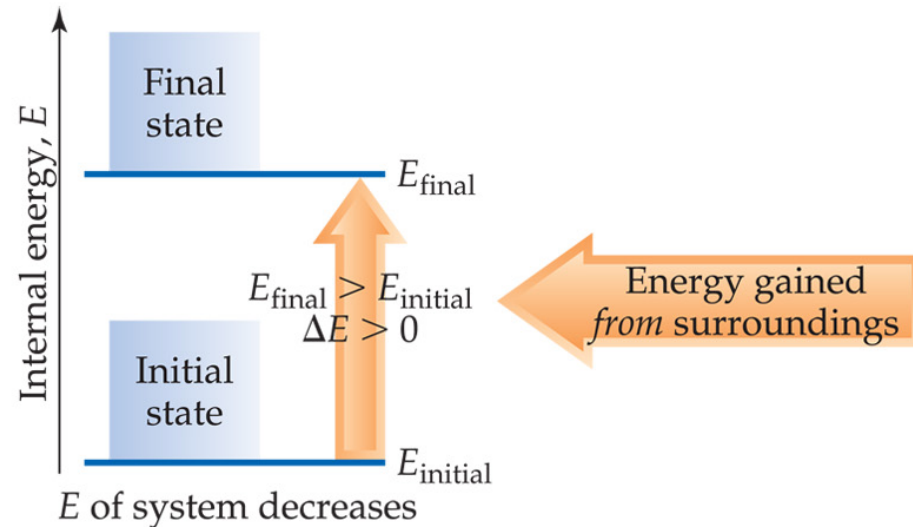 Internal energy, E
Final
state
E_final
E_final > E_initial
ΔE > 0
Energy gained
from surroundings
Initial
state
E_initial
E of system decreases